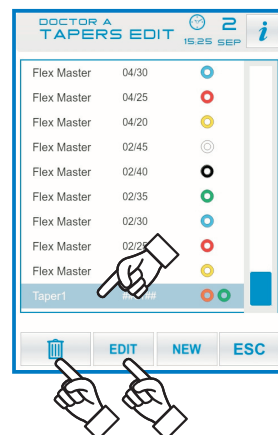 DOCTOR A
TAPERS EDIT
15.25
2
SEP
i
Flex Master 04/30
Flex Master 04/25
Flex Master 04/20
Flex Master 02/45
Flex Master 02/40
Flex Master 02/35
Flex Master 02/30
Flex Master 02/25
Flex Master
Taper1
EDIT NEW ESC